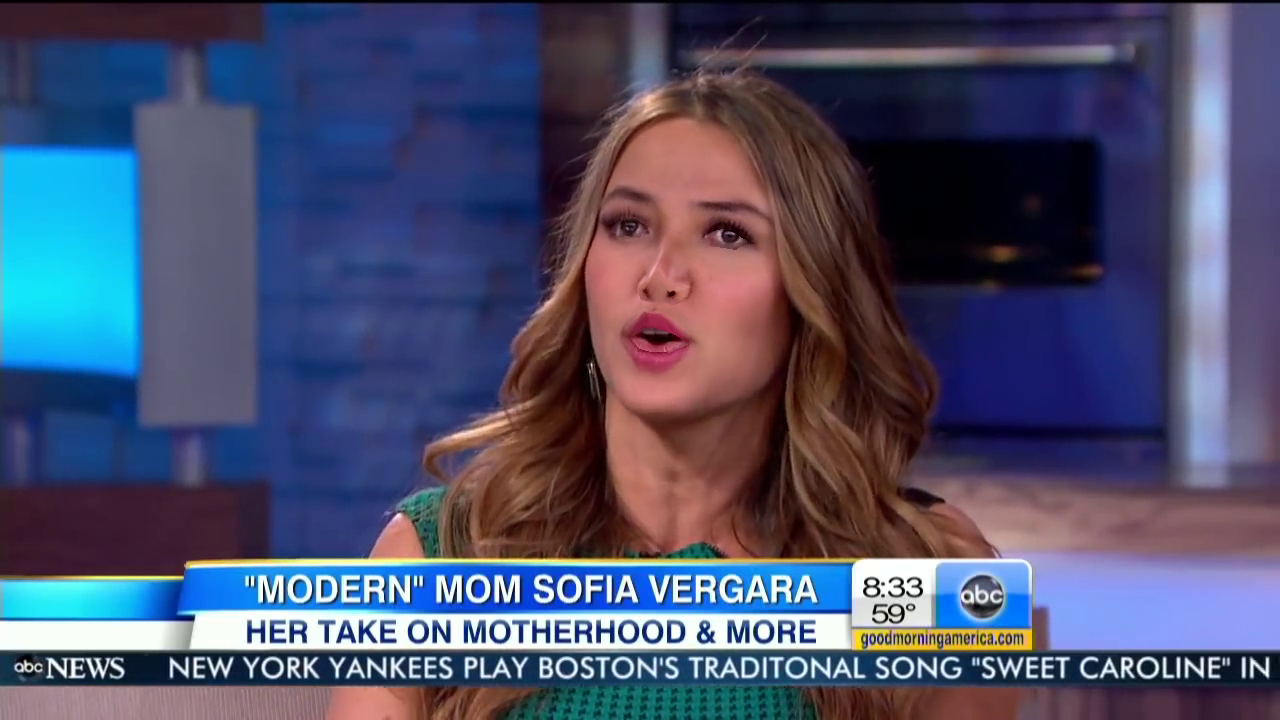 "MODERN" MOM SOFIA VERGARA
HER TAKE ON MOTHERHOOD & MORE
8:33
59°
abc
goodmorningamerica.com
abc NEWS NEW YORK YANKEES PLAY BOSTON'S TRADITONAL SONG "SWEET CAROLINE" IN